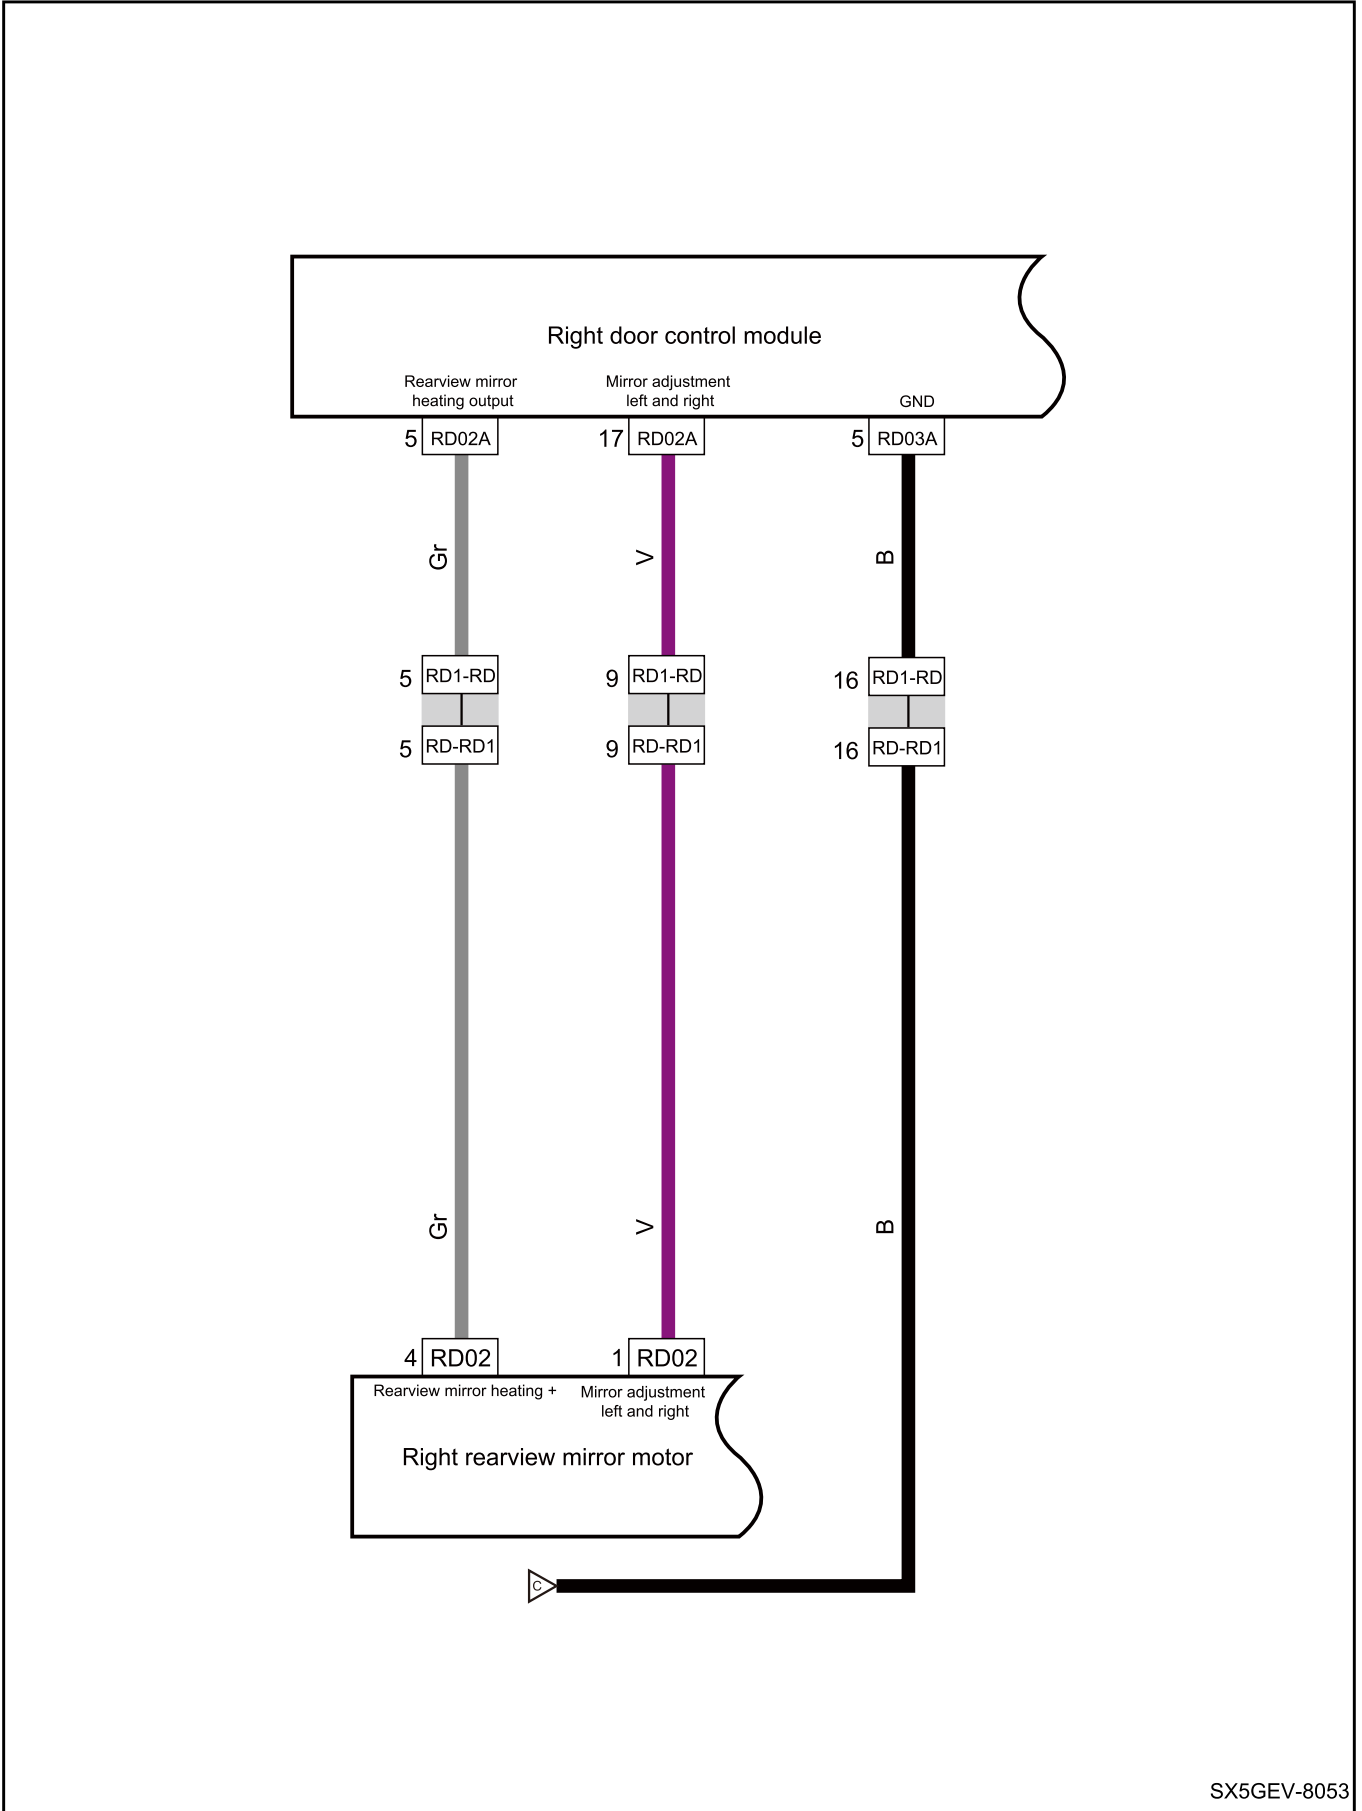 Right door control module
Rearview mirror
heating output
Mirror adjustment
left and right
GND
5 RD02A
17 RD02A
5 RD03A
Gr
V
B
5 RD1-RD
9 RD1-RD
16 RD1-RD
5 RD-RD1
9 RD-RD1
16 RD-RD1
Gr
V
B
4 RD02
1 RD02
Rearview mirror heating +
Mirror adjustment
left and right
Right rearview mirror motor
C
SX5GEV-8053